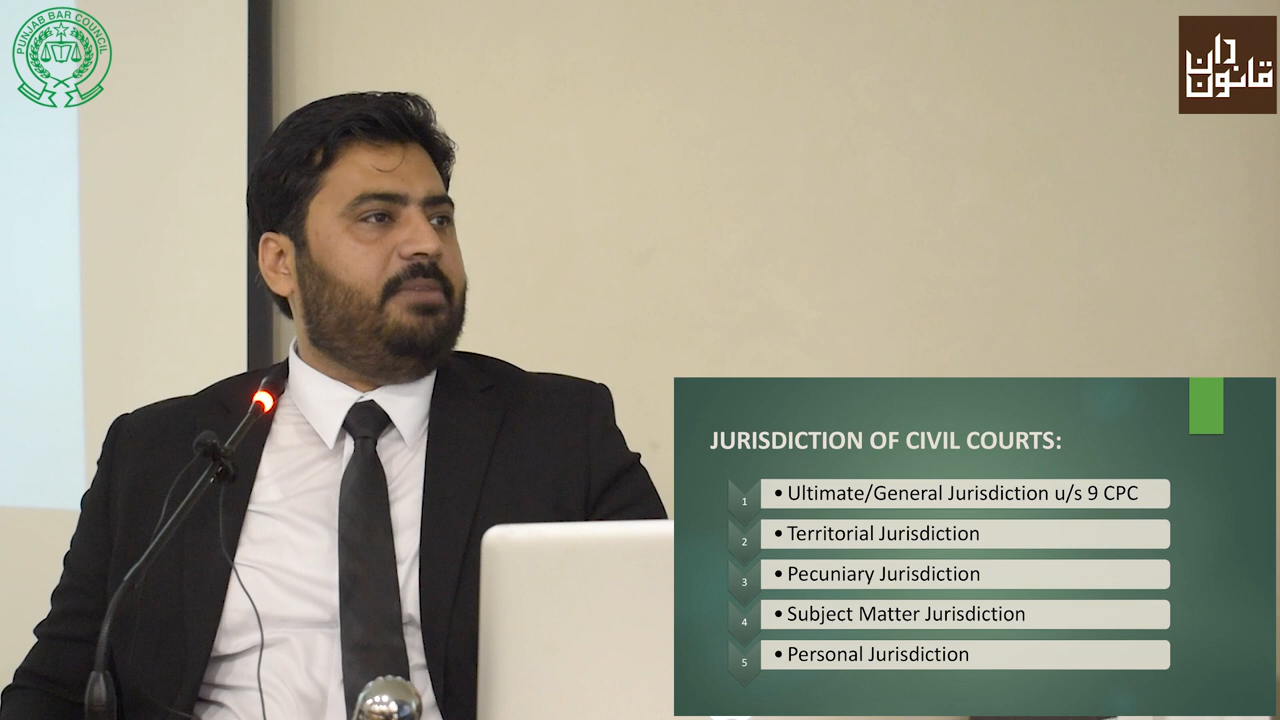 PUNJAB BAR COUNCIL
قانون دان
JURISDICTION OF CIVIL COURTS:
1 • Ultimate/General Jurisdiction u/s 9 CPC
2 • Territorial Jurisdiction
3 • Pecuniary Jurisdiction
4 • Subject Matter Jurisdiction
5 • Personal Jurisdiction